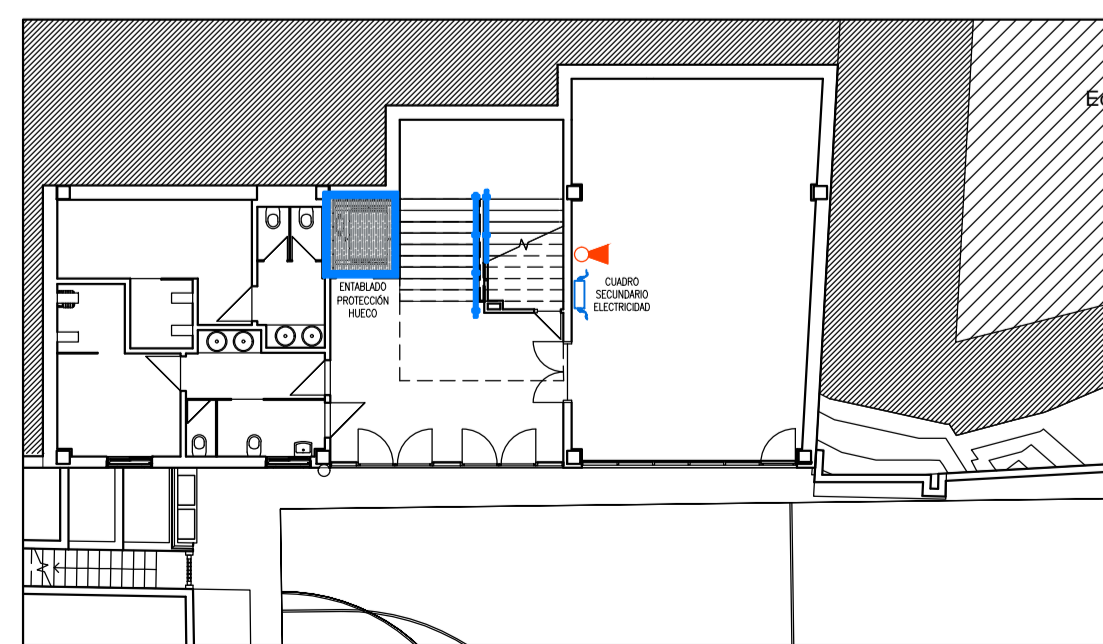 ENTABLADO
PROTECCIÓN
HUECO
CUADRO
SECUNDARIO
ELECTRICIDAD